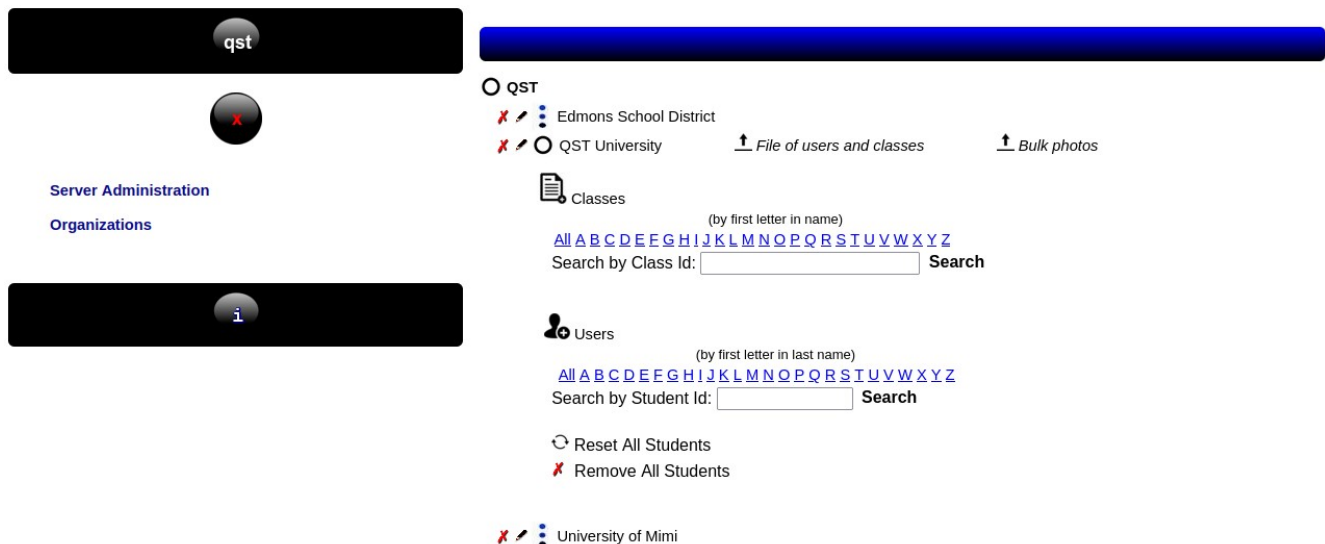 qst
x
Server Administration
Organizations
i
QST
✗ Edmons School District
✗ QST University File of users and classes Bulk photos
Classes
(by first letter in name)
All A B C D E F G H I J K L M N O P Q R S T U V W X Y Z
Search by Class Id: Search
Users
(by first letter in last name)
All A B C D E F G H I J K L M N O P Q R S T U V W X Y Z
Search by Student Id: Search
Reset All Students
✗ Remove All Students
✗ University of Mimi